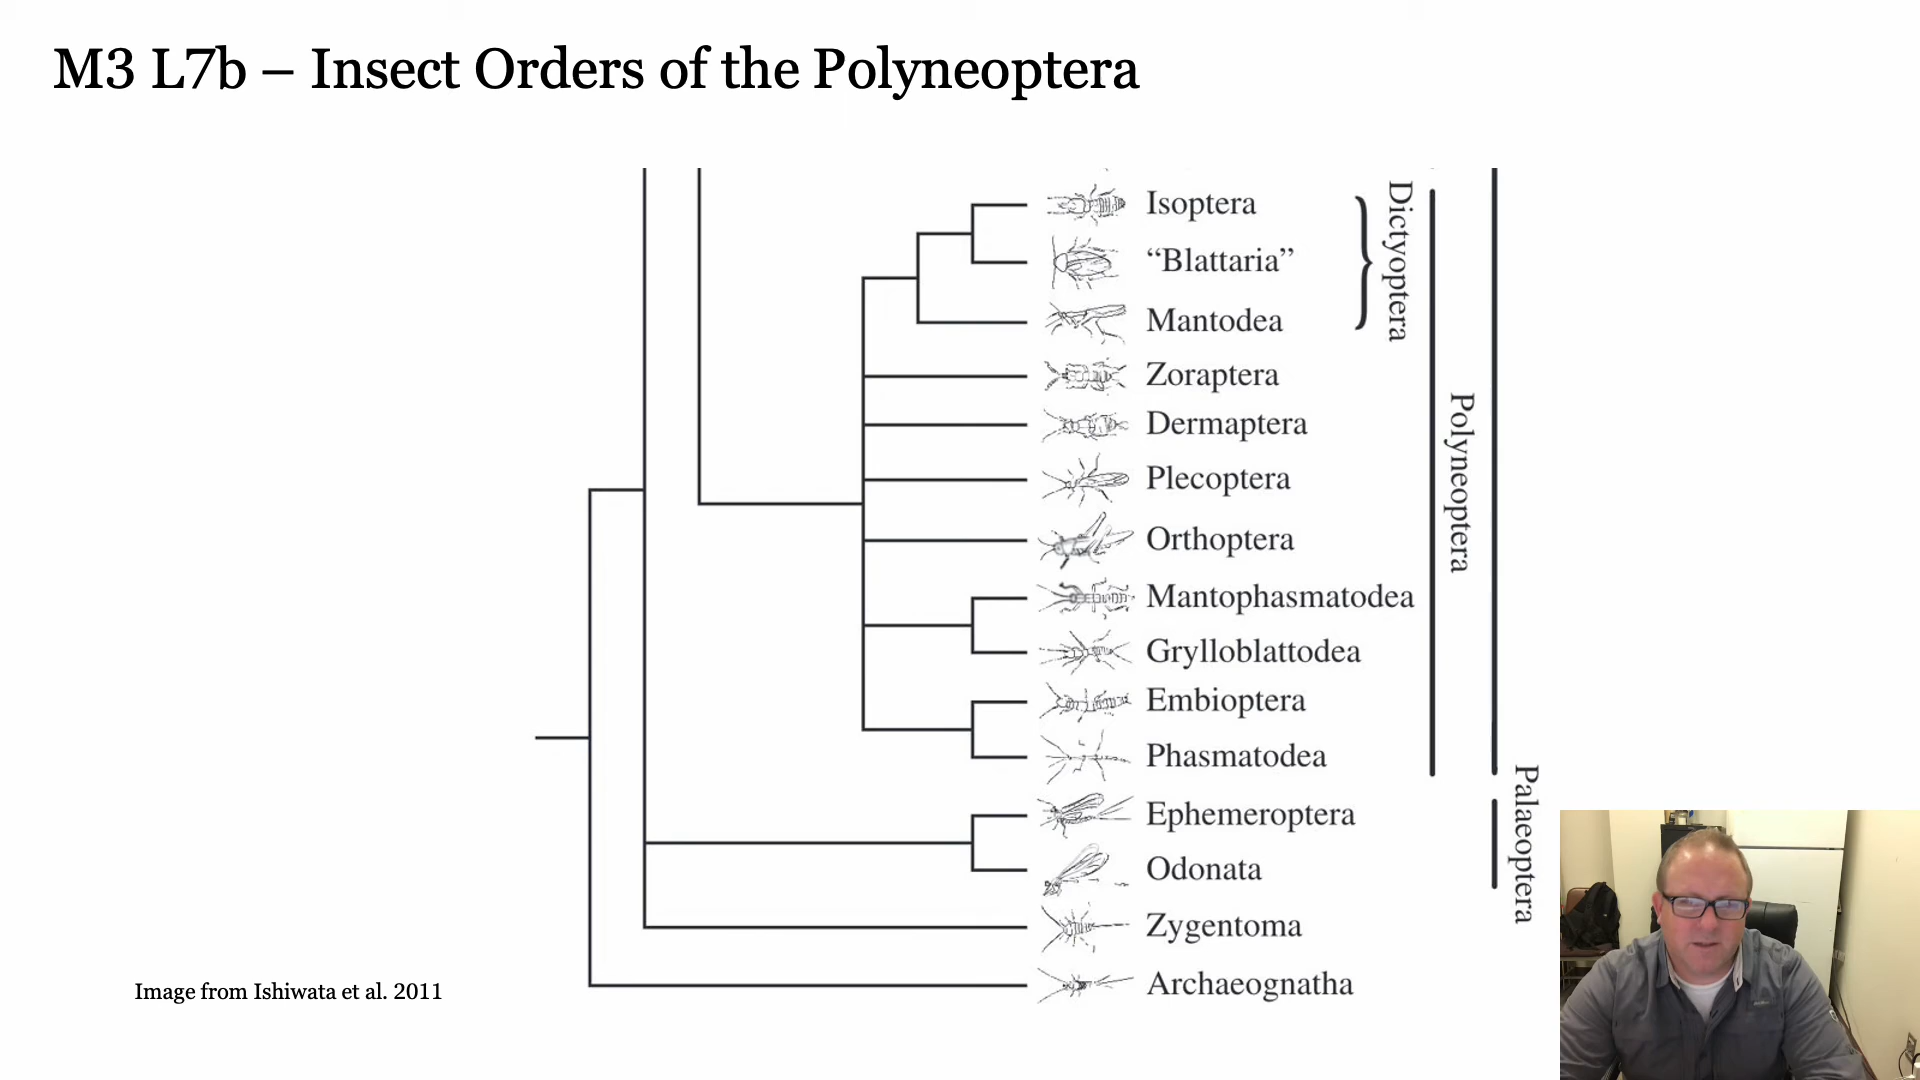 M3 L7b – Insect Orders of the Polyneoptera
Isoptera
“Blattaria”
Mantodea
Dictyoptera
Zoraptera
Dermaptera
Plecoptera
Orthoptera
Mantophasmatodea
Grylloblattodea
Embioptera
Phasmatodea
Polyneoptera
Ephemeroptera
Odonata
Palaeoptera
Zygentoma
Archaeognatha
Image from Ishiwata et al. 2011